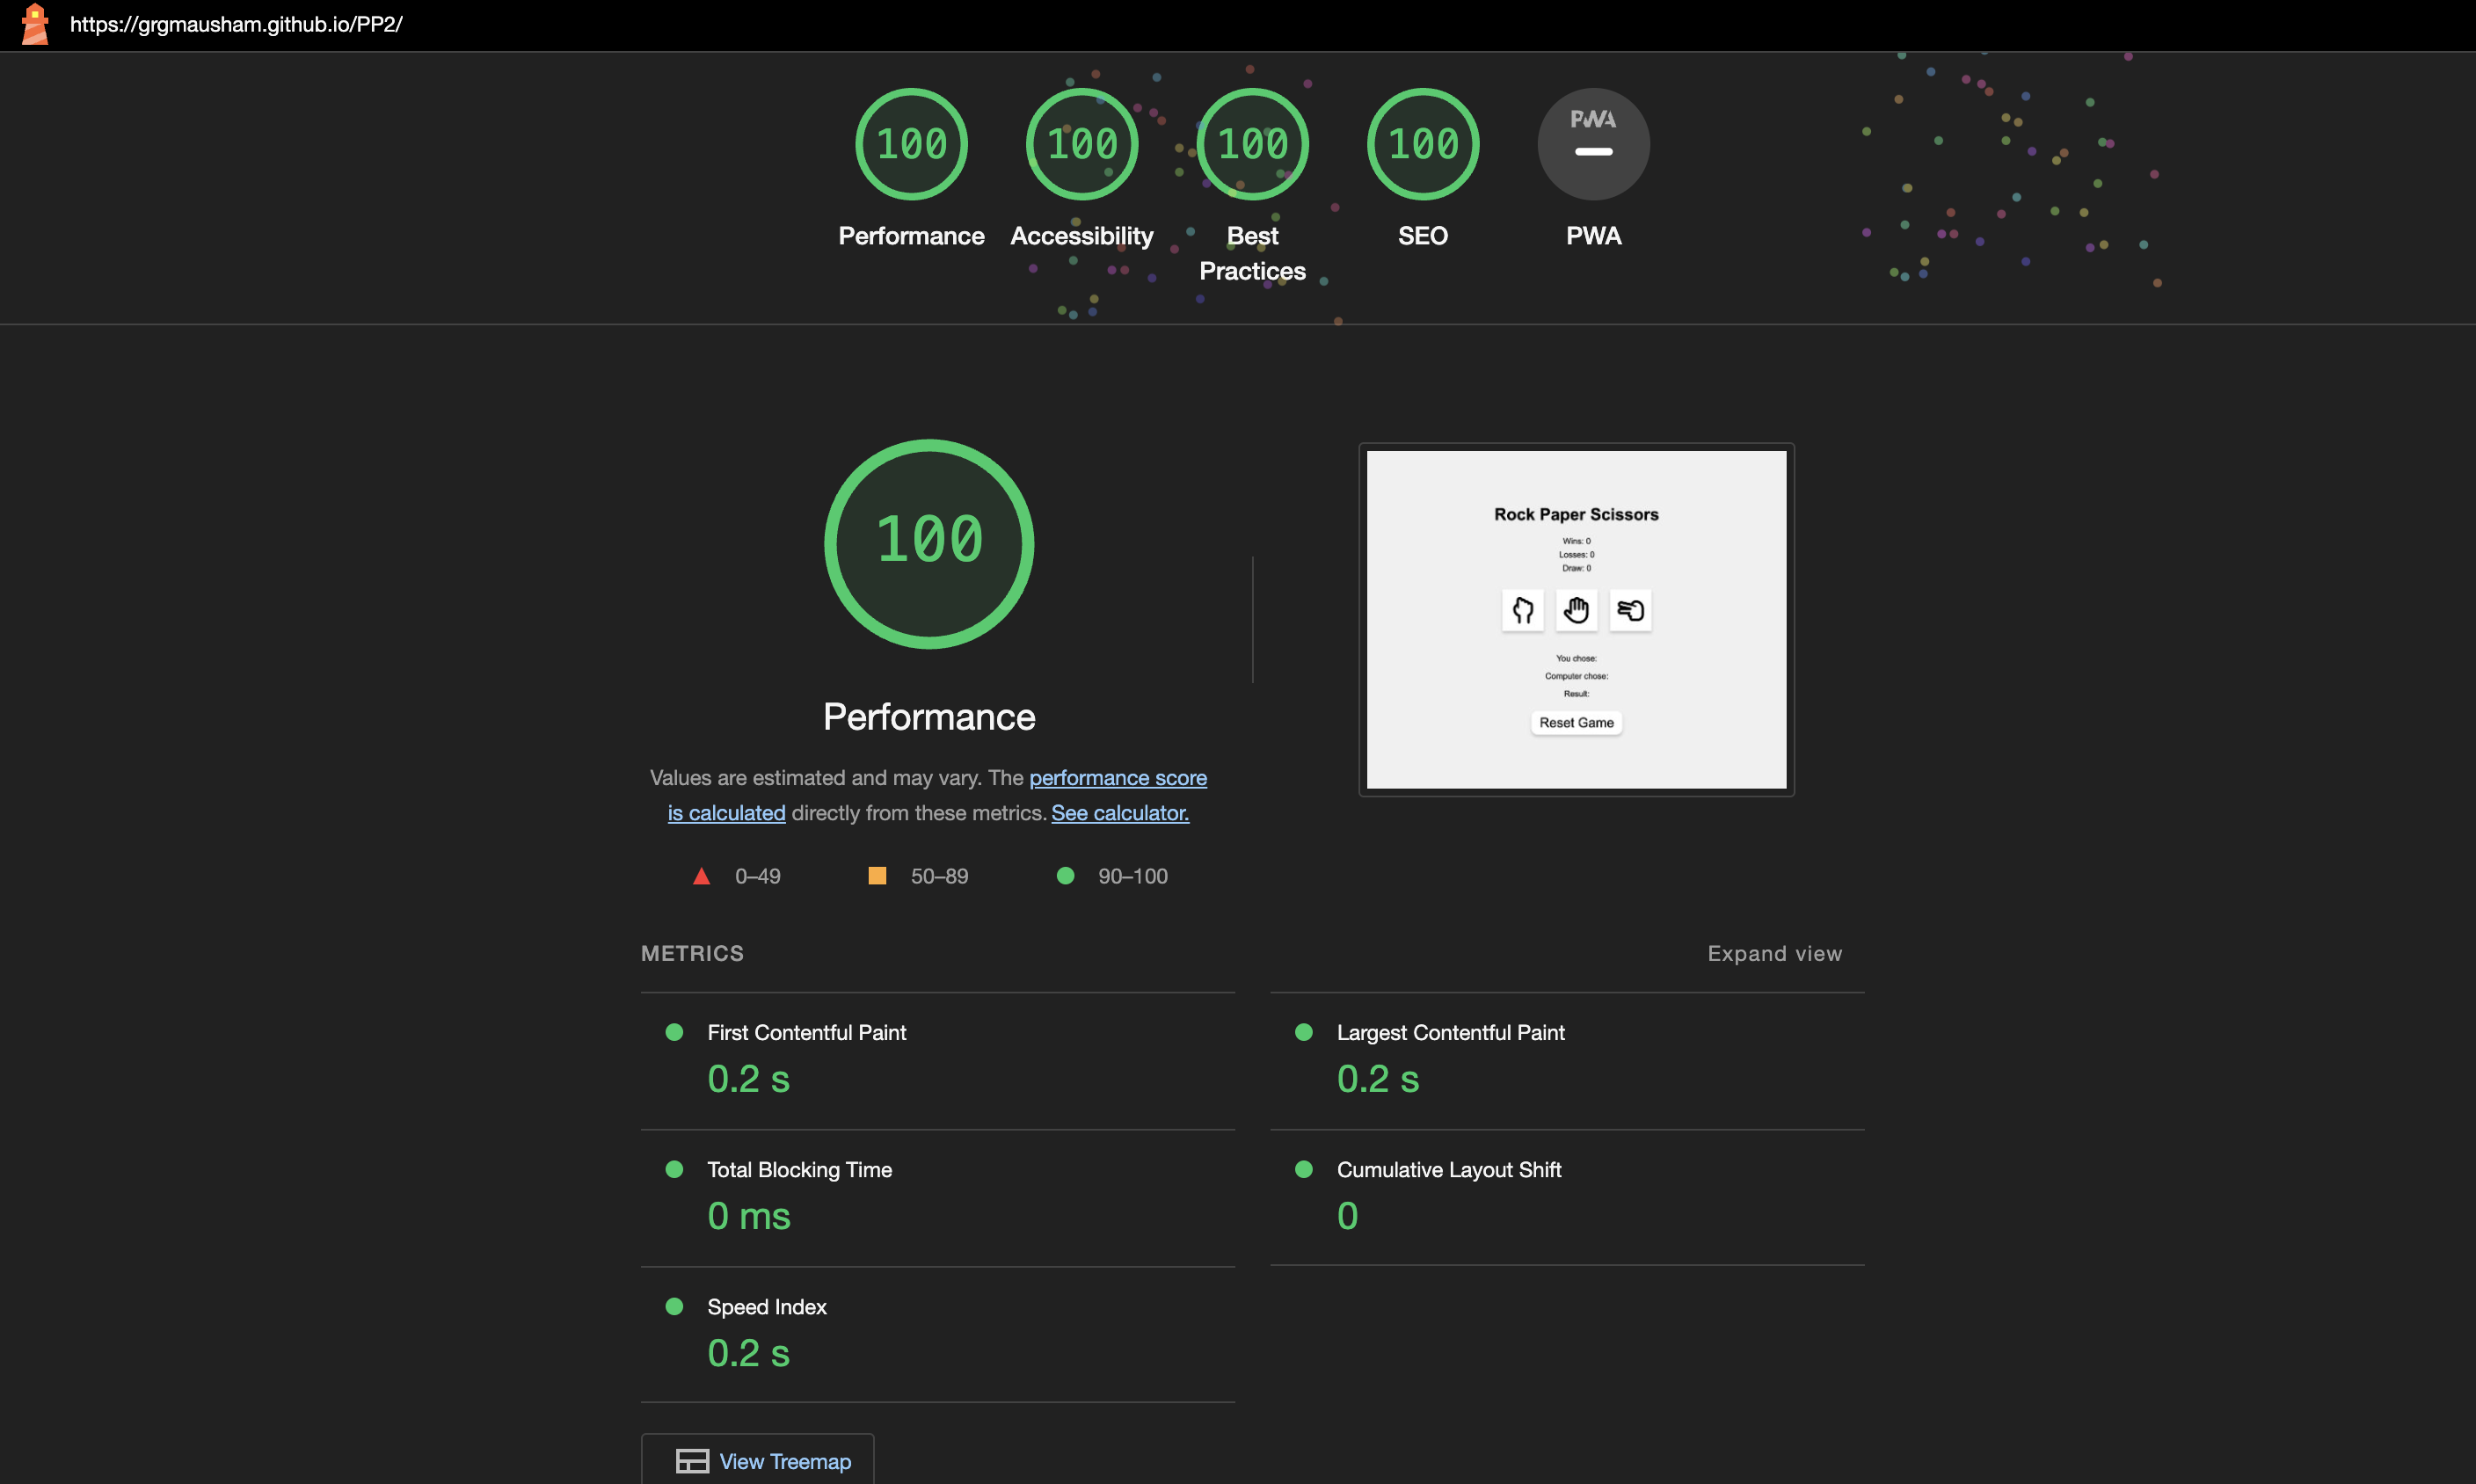 https://grgmausham.github.io/PP2/
100
100
100
100
PWA
Performance
Accessibility
Best
Practices
SEO
PWA
100
Performance
Values are estimated and may vary. The performance score
is calculated directly from these metrics. See calculator.
0–49
50–89
90–100
Rock Paper Scissors
Wins: 0
Losses: 0
Draw: 0
You chose:
Computer chose:
Result:
Reset Game
METRICS
Expand view
First Contentful Paint
0.2 s
Largest Contentful Paint
0.2 s
Total Blocking Time
0 ms
Cumulative Layout Shift
0
Speed Index
0.2 s
View Treemap